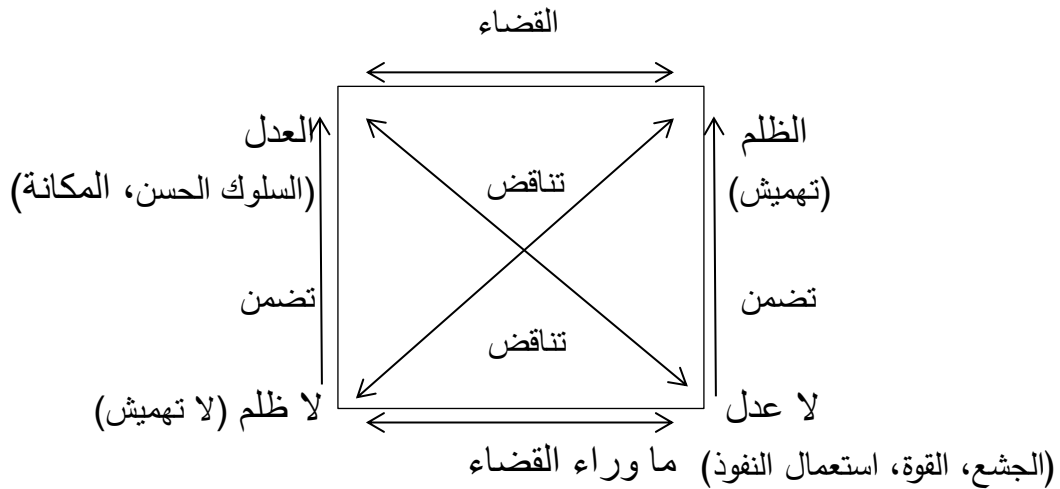 القضاء
الظلم
العدل
(تهميش)
(السلوك الحسن، المكانة)
تناقض
تضمن
تضمن
تناقض
لا عدل
لا ظلم (لا تهميش)
(الجشع، القوة، استعمال النفوذ)
ما وراء القضاء